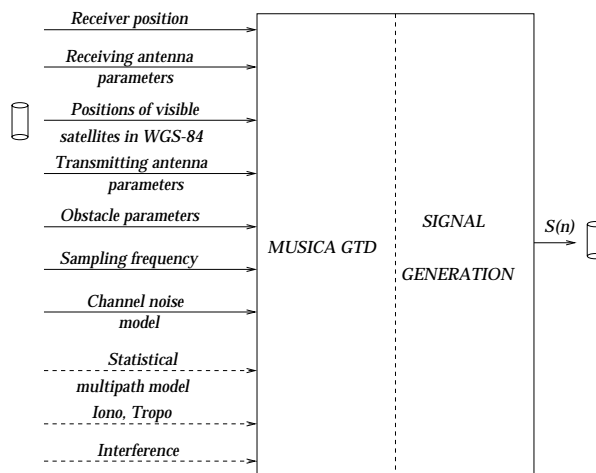 Receiver position
Receiving antenna
parameters
Positions of visible
satellites in WGS-84
Transmitting antenna
parameters
Obstacle parameters
Sampling frequency
Channel noise
model
Statistical
multipath model
Iono, Tropo
Interference
MUSICA GTD
SIGNAL
GENERATION
S(n)